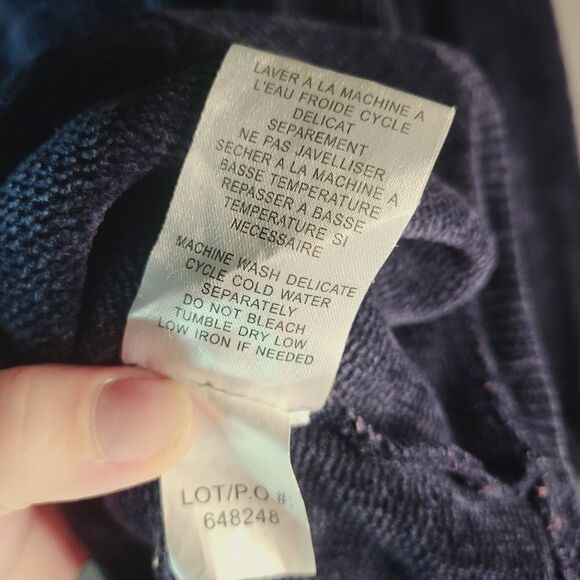 LAVER A LA MACHINE A
L'EAU FROIDE CYCLE
DELICAT
SEPAREMENT
NE PAS JAVELLISER
SECHER A LA MACHINE A
BASSE TEMPERATURE
REPASSER A BASSE
TEMPERATURE SI
NECESSAIRE
MACHINE WASH DELICATE
CYCLE COLD WATER
SEPARATELY
DO NOT BLEACH
TUMBLE DRY LOW
LOW IRON IF NEEDED
LOT/P.O.#:
648248